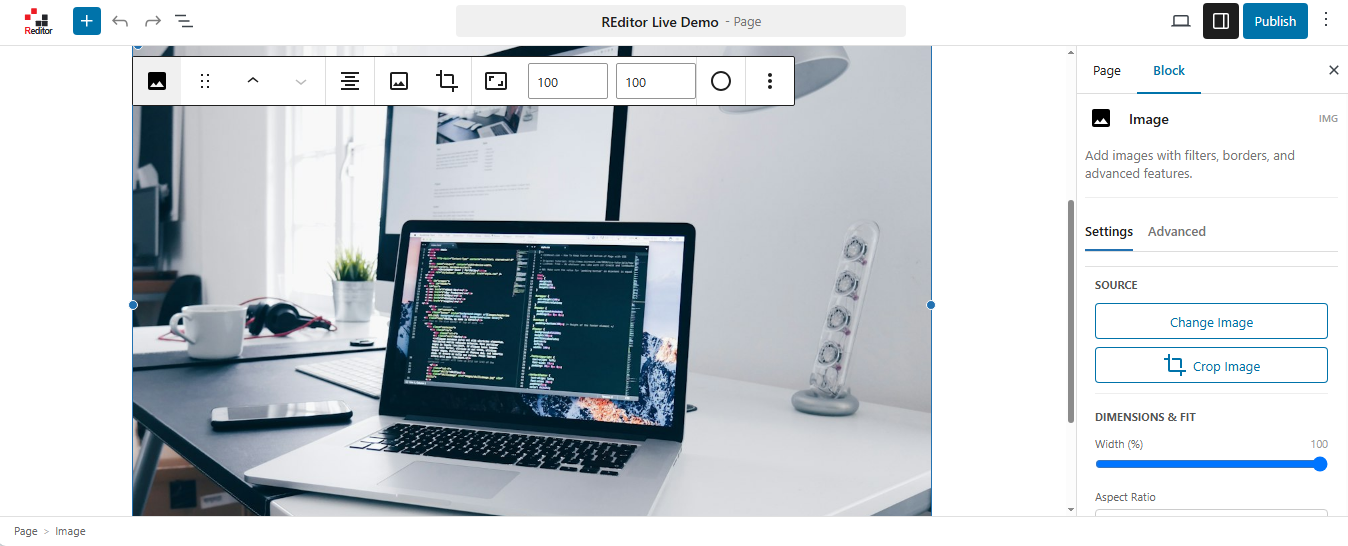 Reditor
REditor Live Demo - Page
Publish
100
100
Page
Block
Image
IMG
Add images with filters, borders, and
advanced features.
Settings
Advanced
SOURCE
Change Image
Crop Image
DIMENSIONS & FIT
Width (%)
100
Aspect Ratio
Page > Image